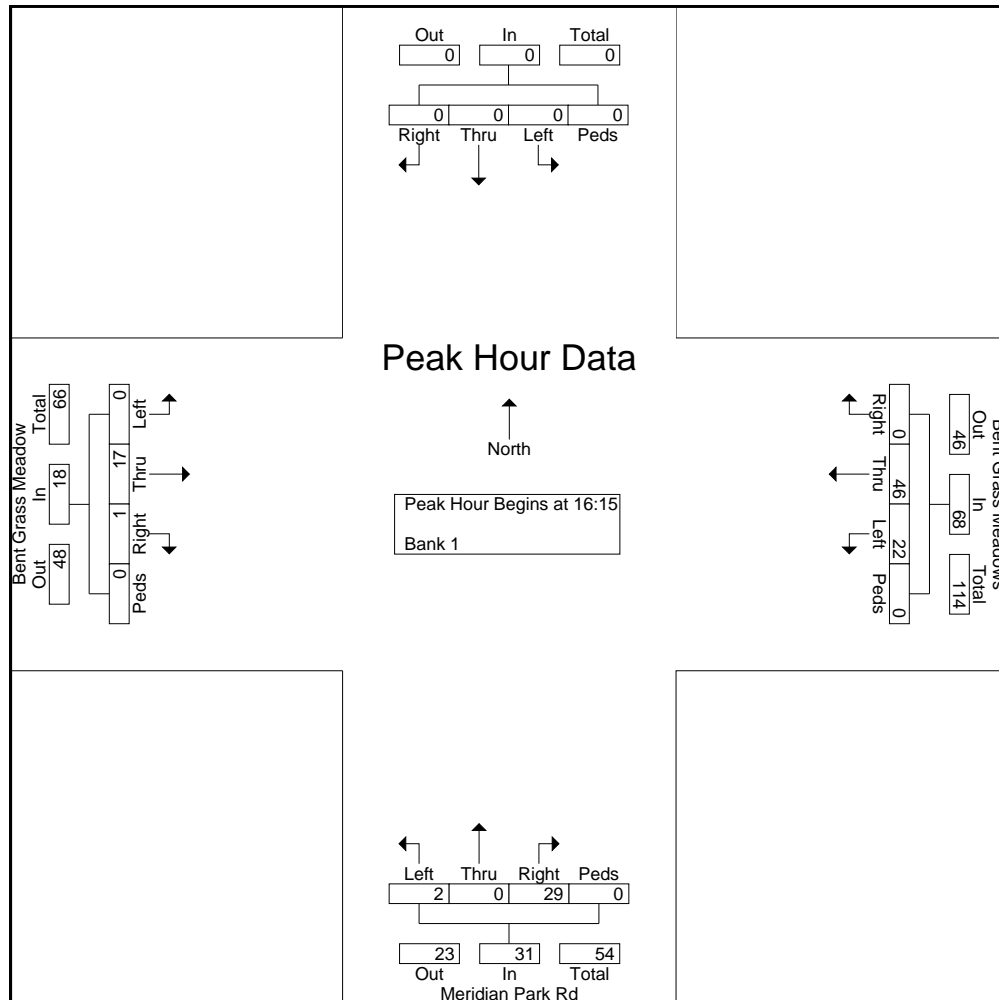 Out In Total
0 0 0
0 0 0 0
Right Thru Left Peds
Peak Hour Data
North
Peak Hour Begins at 16:15
Bank 1
Bent Grass Meadow
Total In Out
66 18 48
0 17 1 0
Left Thru Right Peds
Bent Grass Meadows
Out In Total
46 68 114
0 46 22 0
Right Thru Left Peds
Left Thru Right Peds
2 0 29 0
23 31 54
Out In Total
Meridian Park Rd